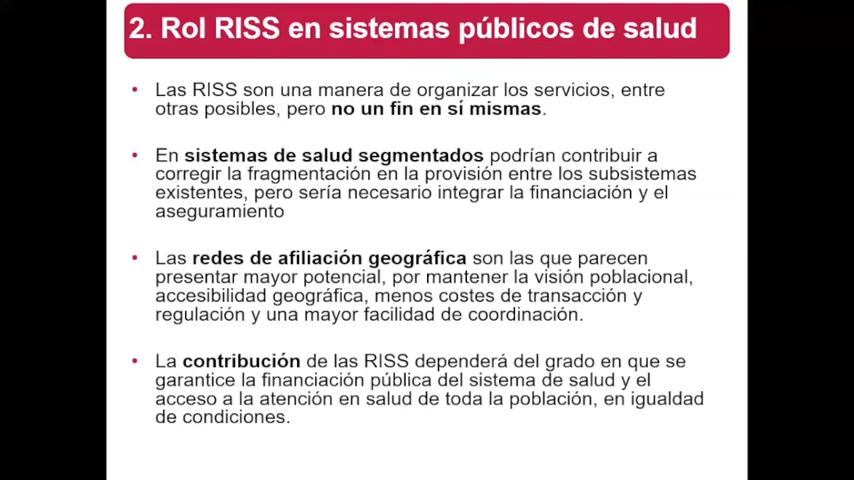 2. Rol RISS en sistemas públicos de salud
• Las RISS son una manera de organizar los servicios, entre
otras posibles, pero no un fin en sí mismas.
• En sistemas de salud segmentados podrían contribuir a
corregir la fragmentación en la provisión entre los subsistemas
existentes, pero sería necesario integrar la financiación y el
aseguramiento
• Las redes de afiliación geográfica son las que parecen
presentar mayor potencial, por mantener la visión poblacional,
accesibilidad geográfica, menos costes de transacción y
regulación y una mayor facilidad de coordinación.
• La contribución de las RISS dependerá del grado en que se
garantice la financiación pública del sistema de salud y el
acceso a la atención en salud de toda la población, en igualdad
de condiciones.